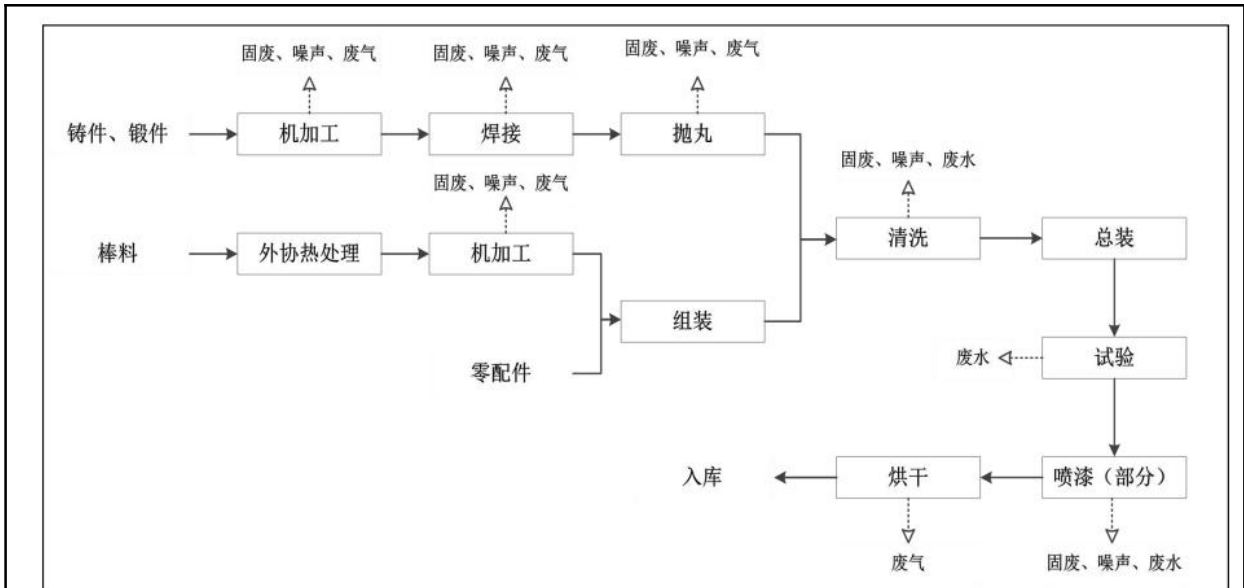 固废、噪声、废气
固废、噪声、废气
固废、噪声、废气
铸件、锻件
机加工
焊接
抛丸
固废、噪声、废气
固废、噪声、废水
棒料
外协热处理
机加工
清洗
总装
组装
零配件
废水
试验
入库
烘干
喷漆（部分）
废气
固废、噪声、废水